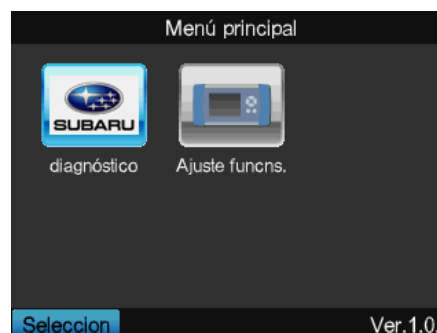 Menú principal
SUBARU
diagnóstico
Ajuste funcns.
Seleccion
Ver.1.0